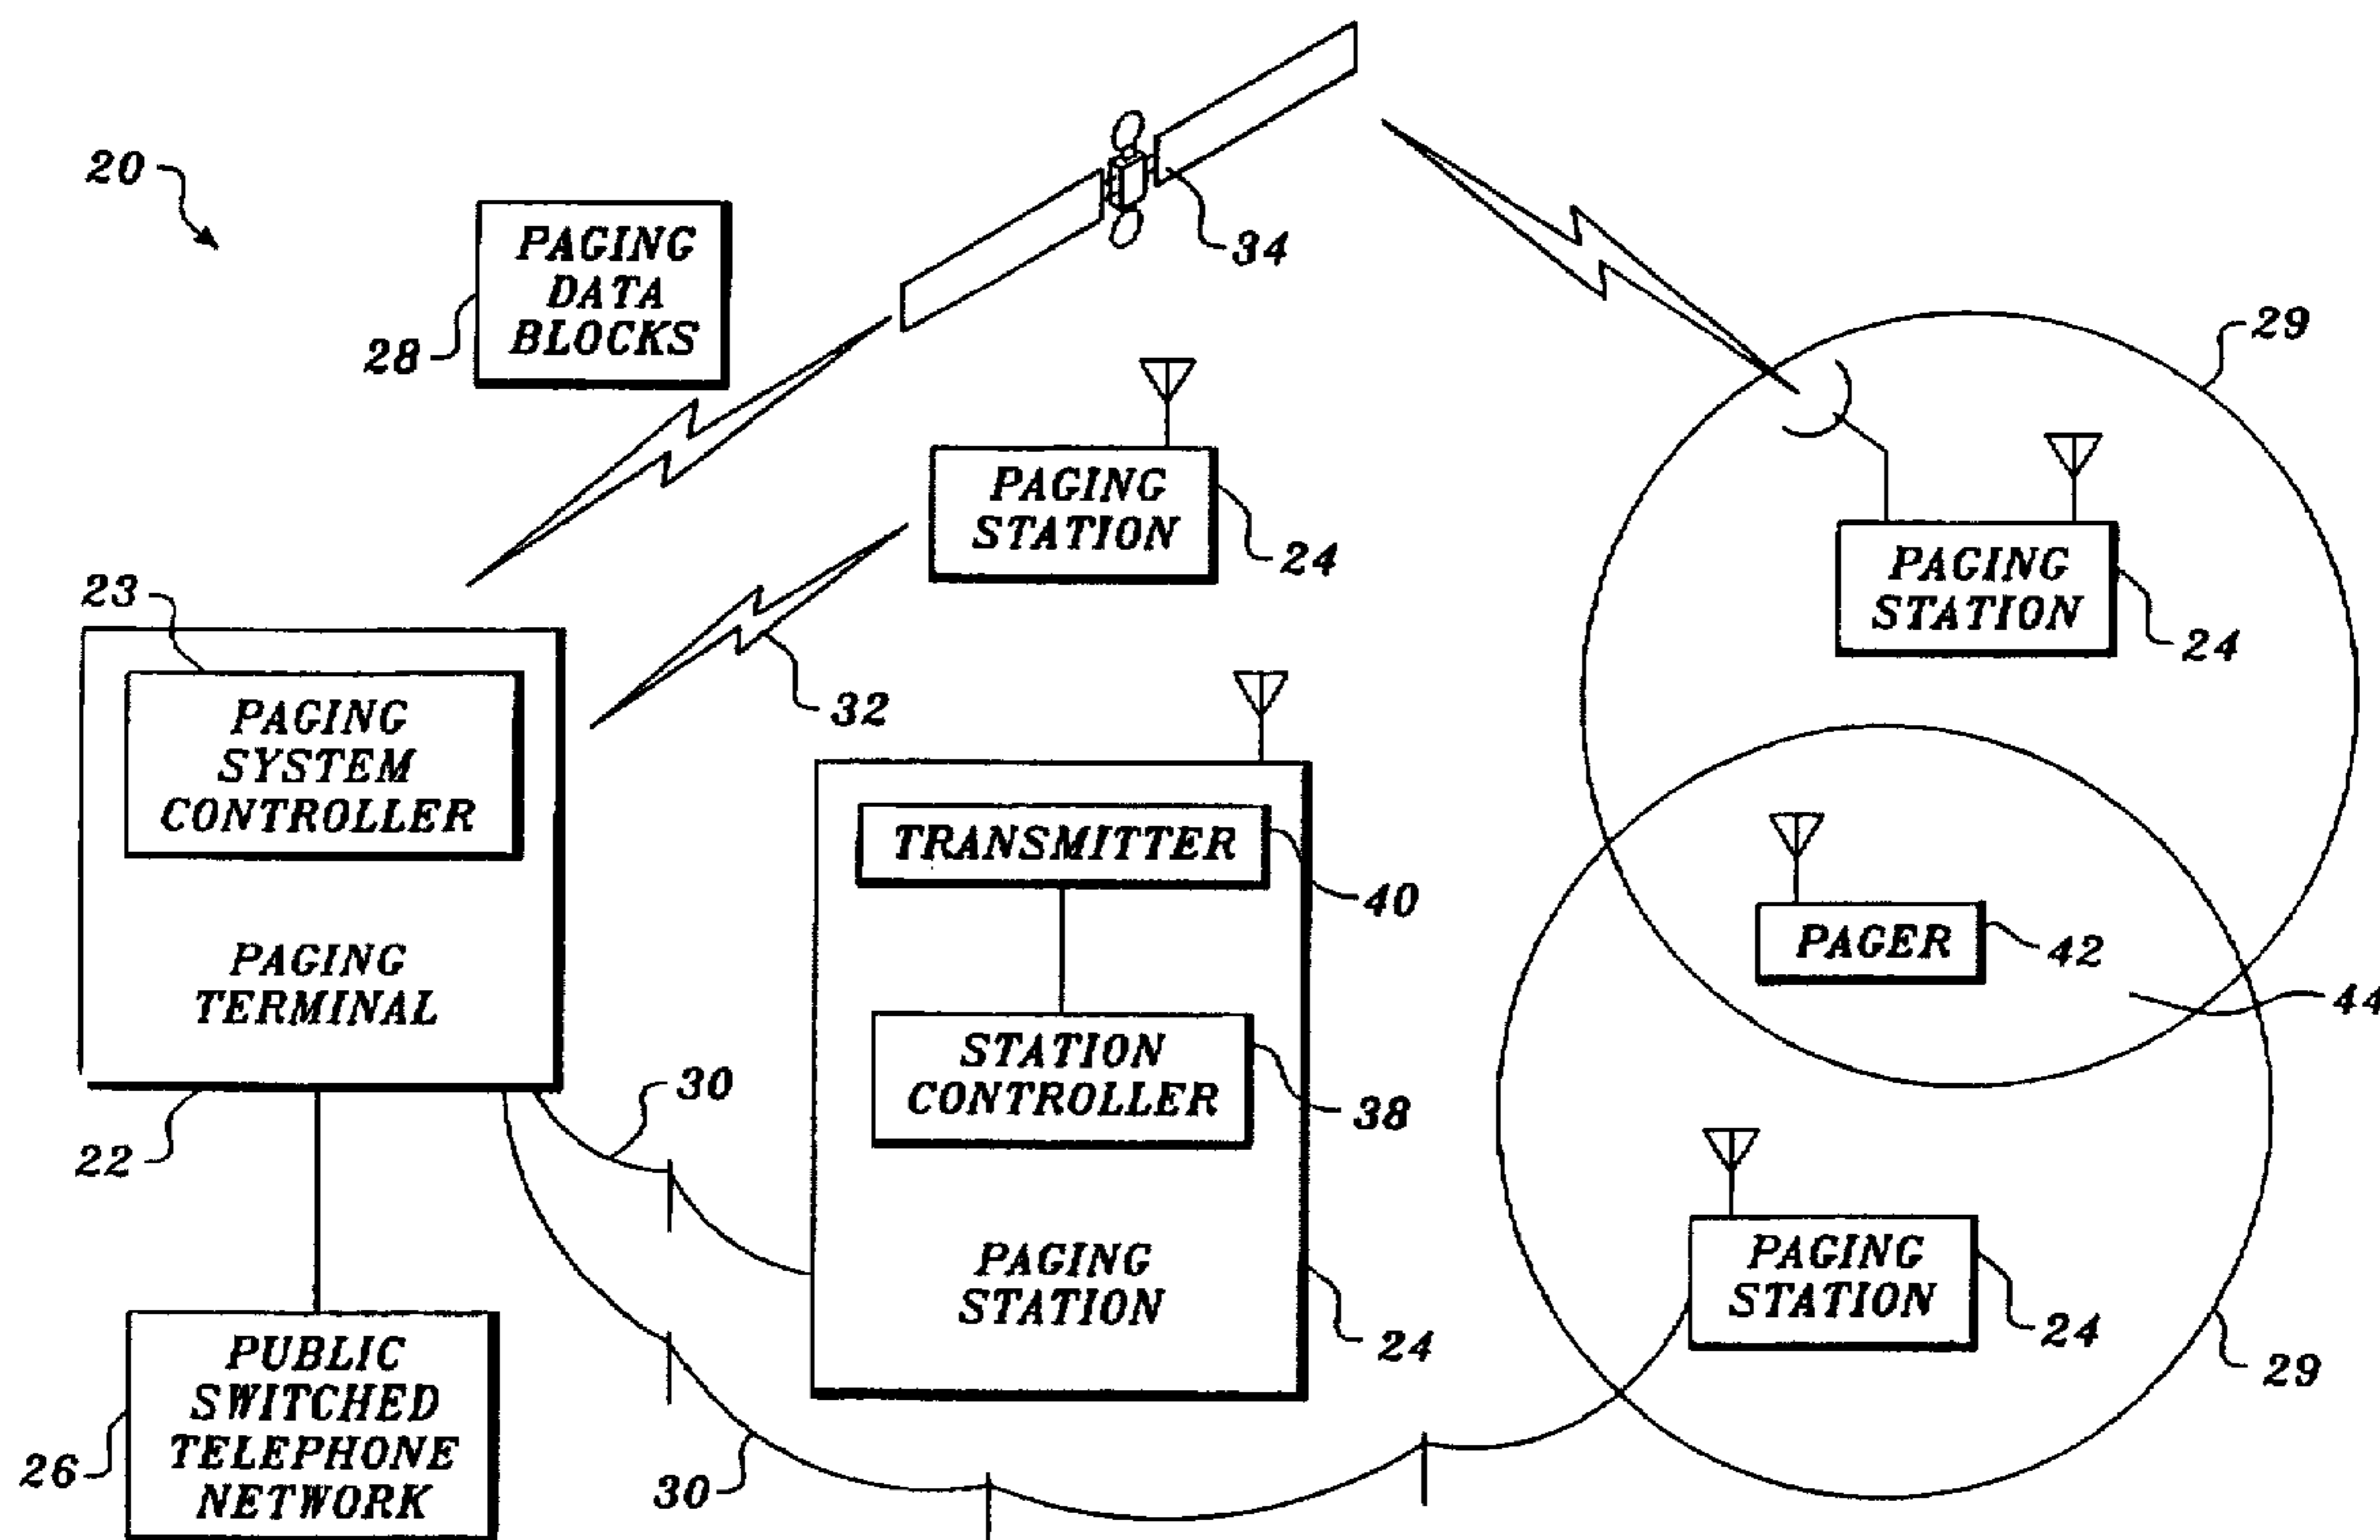 20
PAGING
DATA
BLOCKS
28
34
29
PAGING
STATION
24
PAGING
STATION
24
23
PAGING
SYSTEM
CONTROLLER
32
PAGING
TERMINAL
22
TRANSMITTER
40
STATION
CONTROLLER
38
PAGING
STATION
24
PAGER
42
44
30
30
PAGING
STATION
24
29
PUBLIC
SWITCHED
TELEPHONE
NETWORK
26